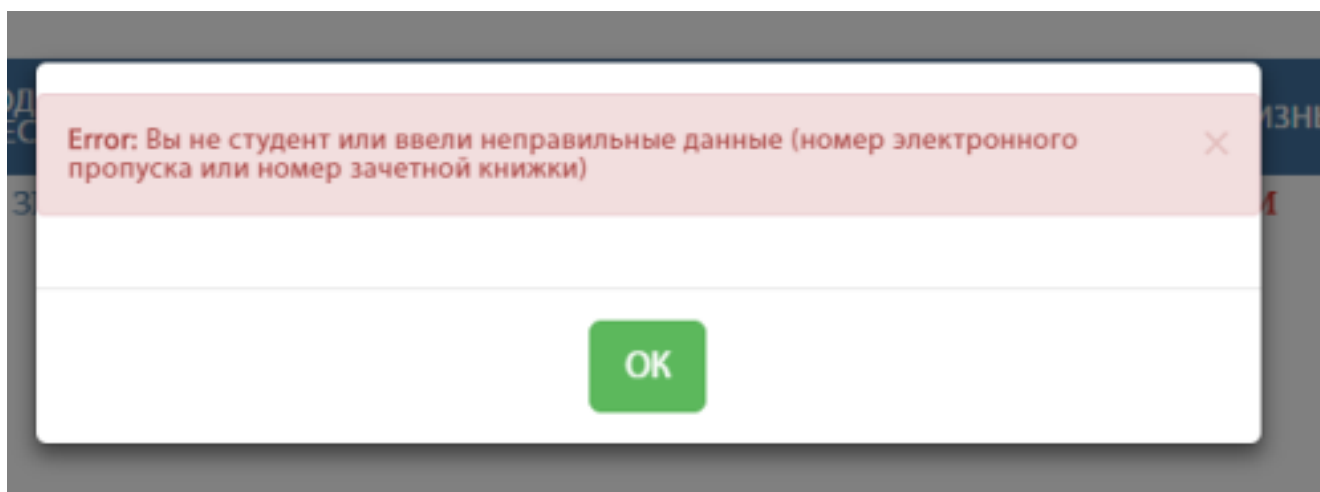 Error: Вы не студент или ввели неправильные данные (номер электронного
пропуска или номер зачетной книжки)
×
OK